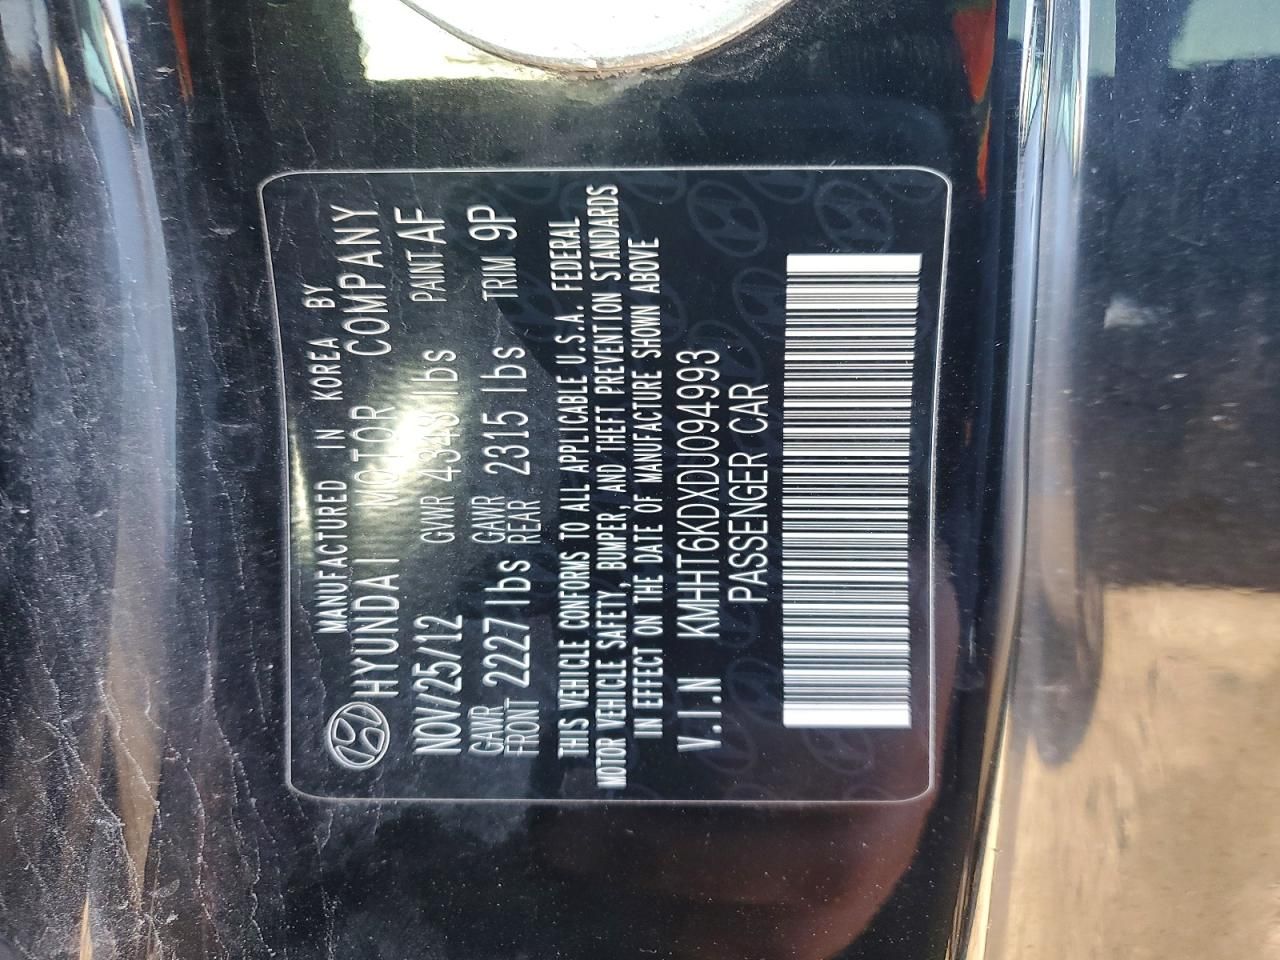 MANUFACTURED IN KOREA BY
HYUNDAI MOTOR COMPANY
NOV/25/12 GVWR 4343 lbs PAINT AF
GAWR FRONT 2227 lbs GAWR REAR 2315 lbs TRIM 9P
THIS VEHICLE CONFORMS TO ALL APPLICABLE U.S.A. FEDERAL
MOTOR VEHICLE SAFETY, BUMPER, AND THEFT PREVENTION STANDARDS
IN EFFECT ON THE DATE OF MANUFACTURE SHOWN ABOVE
V.I.N KMHHT6KDXDU094993
PASSENGER CAR